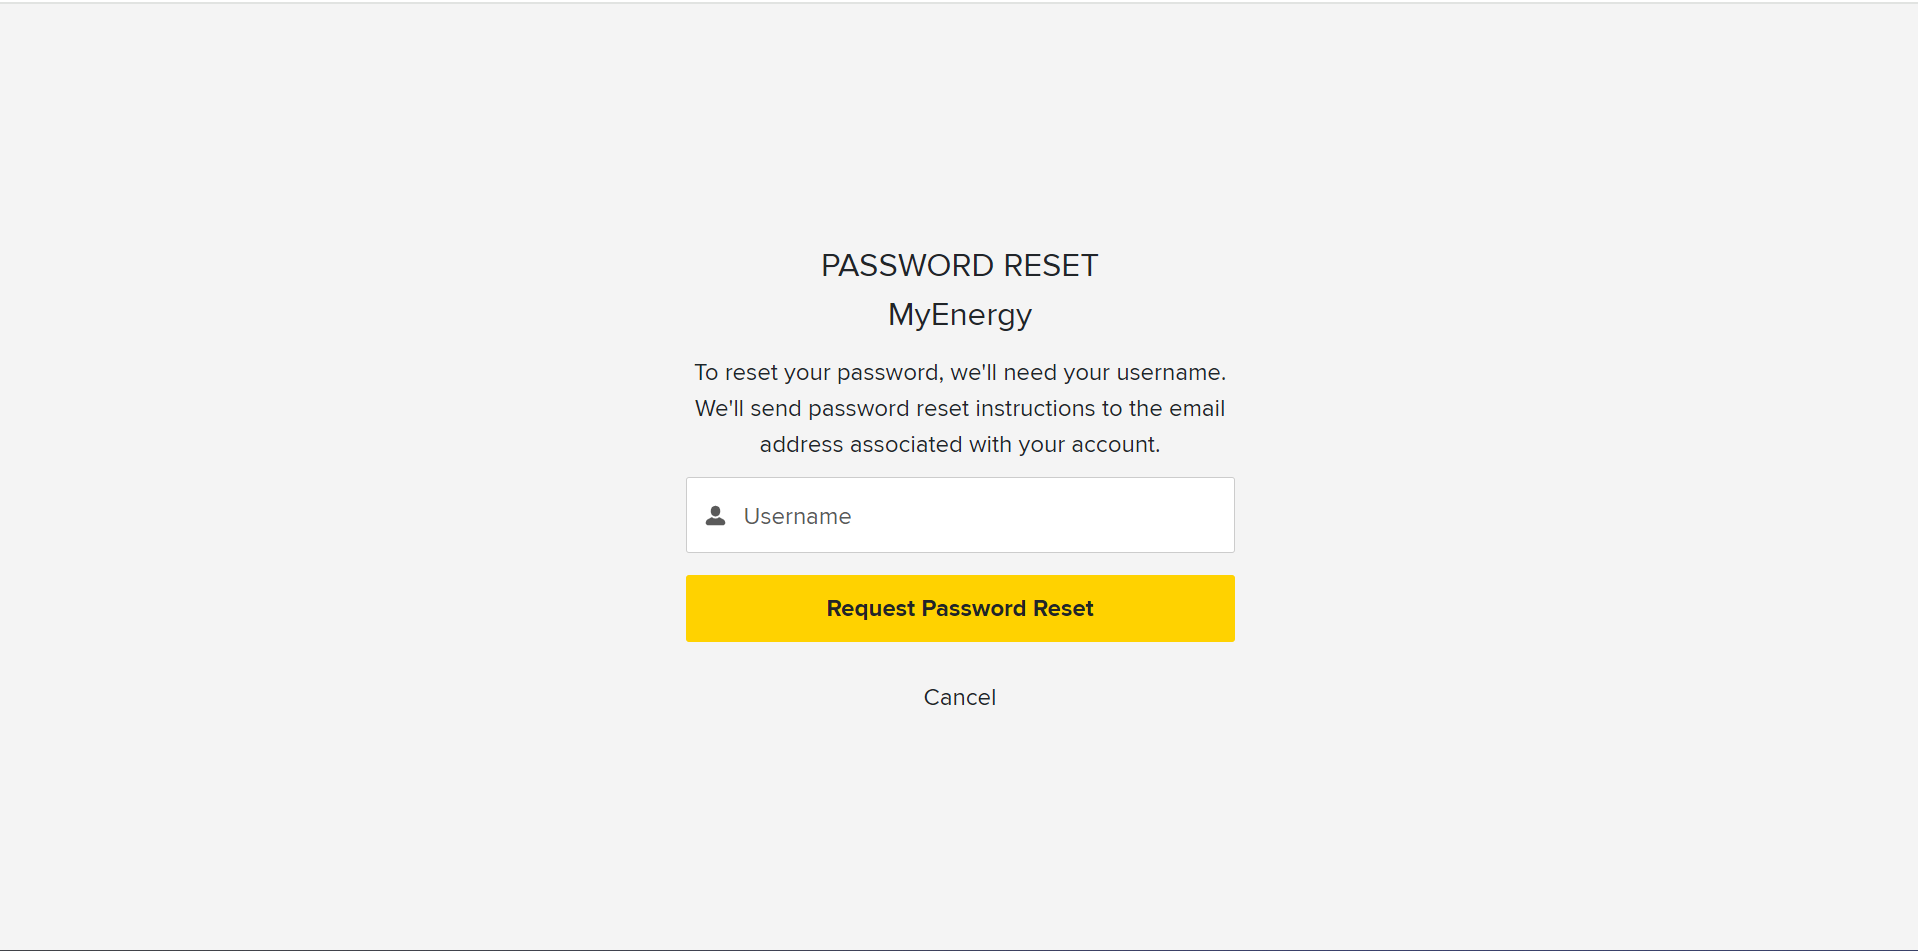 PASSWORD RESET
MyEnergy
To reset your password, we'll need your username.
We'll send password reset instructions to the email
address associated with your account.
Username
Request Password Reset
Cancel